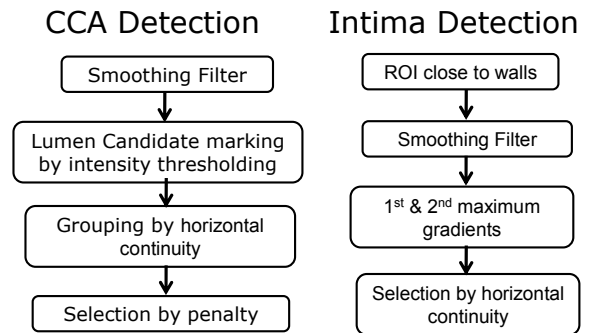 CCA Detection
Smoothing Filter
Lumen Candidate marking
by intensity thresholding
Grouping by horizontal
continuity
Selection by penalty
Intima Detection
ROI close to walls
Smoothing Filter
1st & 2nd maximum
gradients
Selection by horizontal
continuity